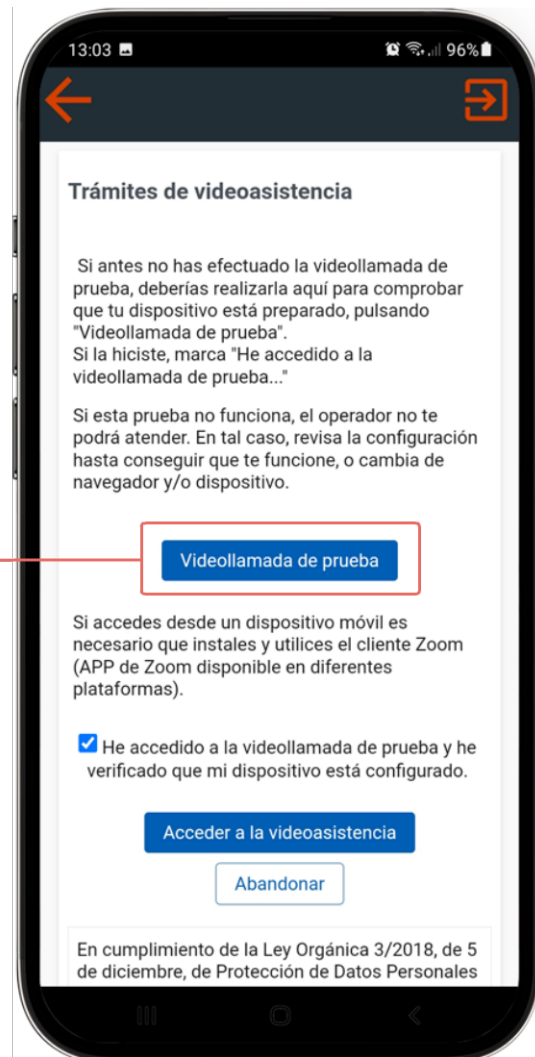 13:03 96%
Trámites de videoasistencia
Si antes no has efectuado la videollamada de
prueba, deberías realizarla aquí para comprobar
que tu dispositivo está preparado, pulsando
"Videollamada de prueba".
Si la hiciste, marca "He accedido a la
videollamada de prueba..."
Si esta prueba no funciona, el operador no te
podrá atender. En tal caso, revisa la configuración
hasta conseguir que te funcione, o cambia de
navegador y/o dispositivo.
Videollamada de prueba
Si accedes desde un dispositivo móvil es
necesario que instales y utilices el cliente Zoom
(APP de Zoom disponible en diferentes
plataformas).
He accedido a la videollamada de prueba y he
verificado que mi dispositivo está configurado.
Acceder a la videoasistencia
Abandonar
En cumplimiento de la Ley Orgánica 3/2018, de 5
de diciembre, de Protección de Datos Personales